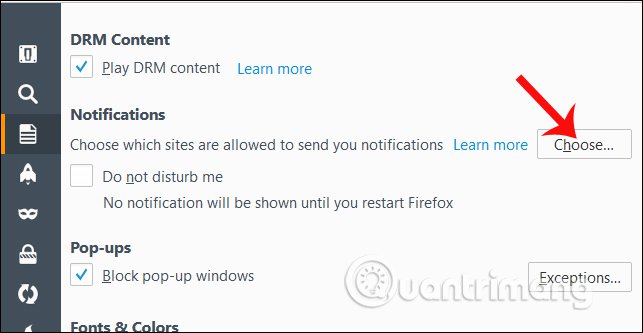 DRM Content
Play DRM content Learn more
Notifications
Choose which sites are allowed to send you notifications Learn more Choose...
Do not disturb me
No notification will be shown until you restart Firefox
Pop-ups
Block pop-up windows Exceptions...
Quantrimang
Fonts & Colors